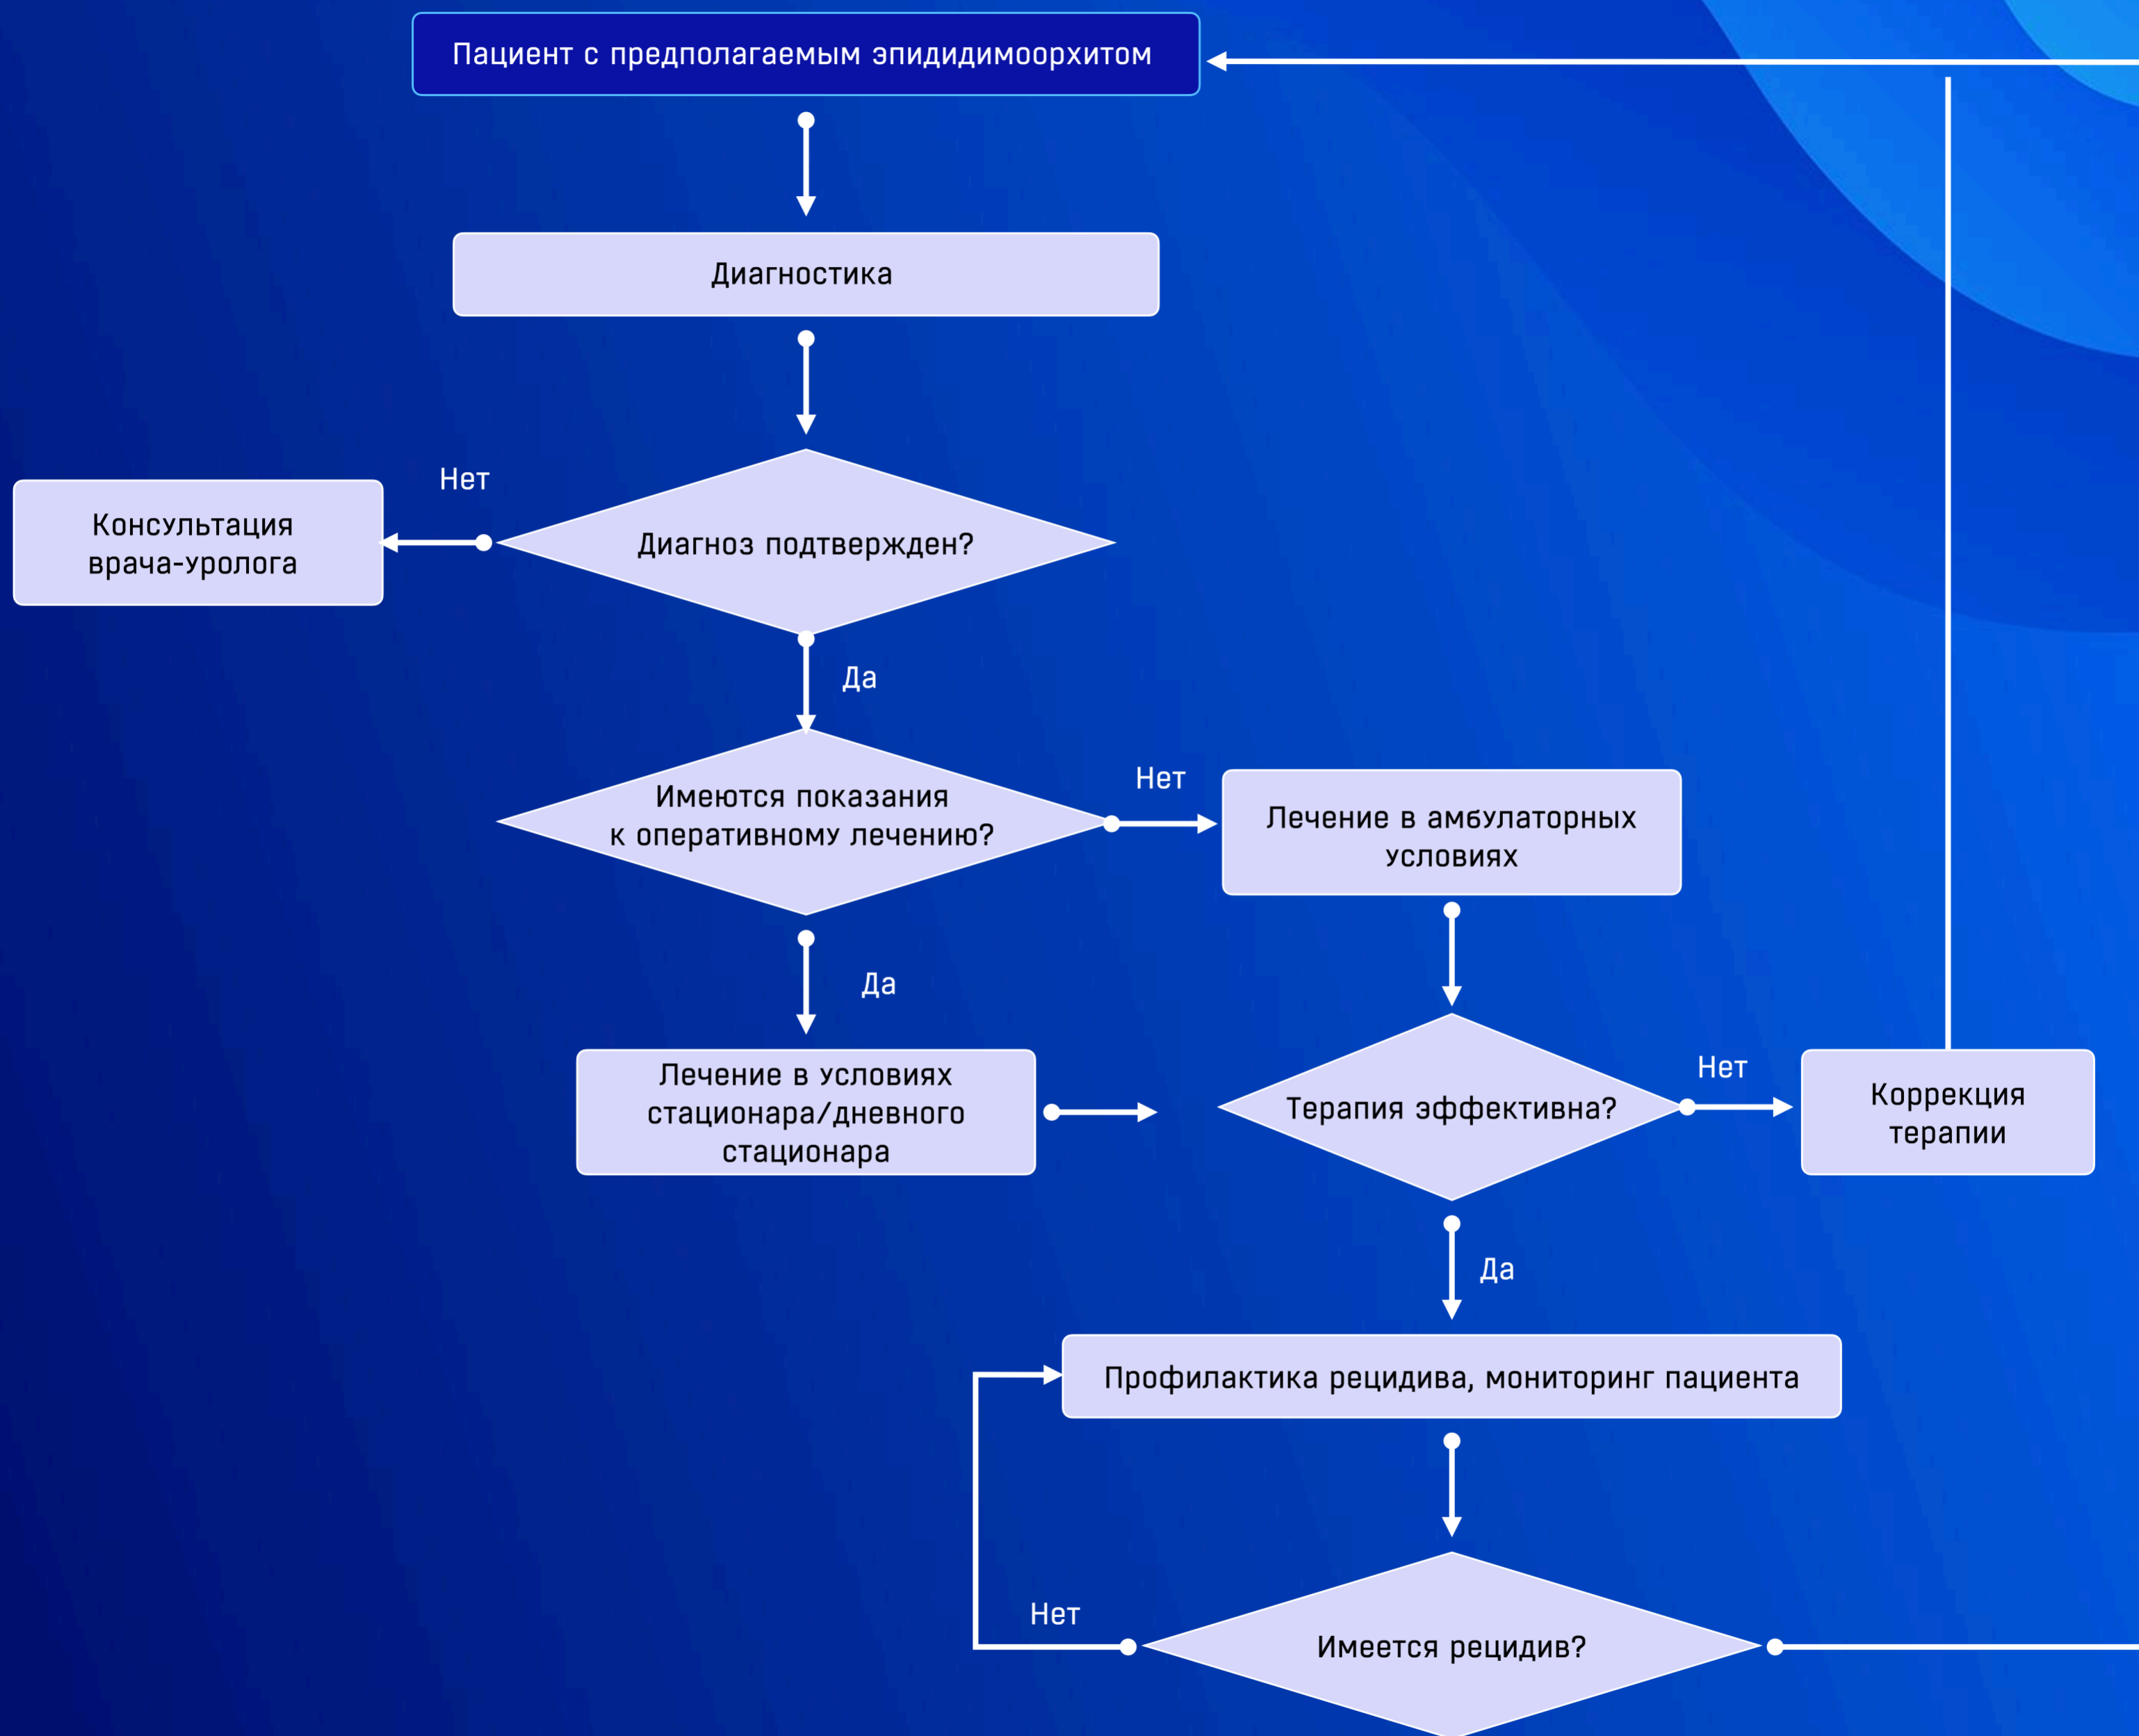 Пациент с предполагаемым эпидидимоорхитом
Диагностика
Нет
Консультация
врача-уролога
Диагноз подтвержден?
Да
Имеются показания
к оперативному лечению?
Нет
Лечение в амбулаторных
условиях
Да
Лечение в условиях
стационара/дневного
стационара
Терапия эффективна?
Нет
Коррекция
терапии
Да
Профилактика рецидива, мониторинг пациента
Нет
Имеется рецидив?